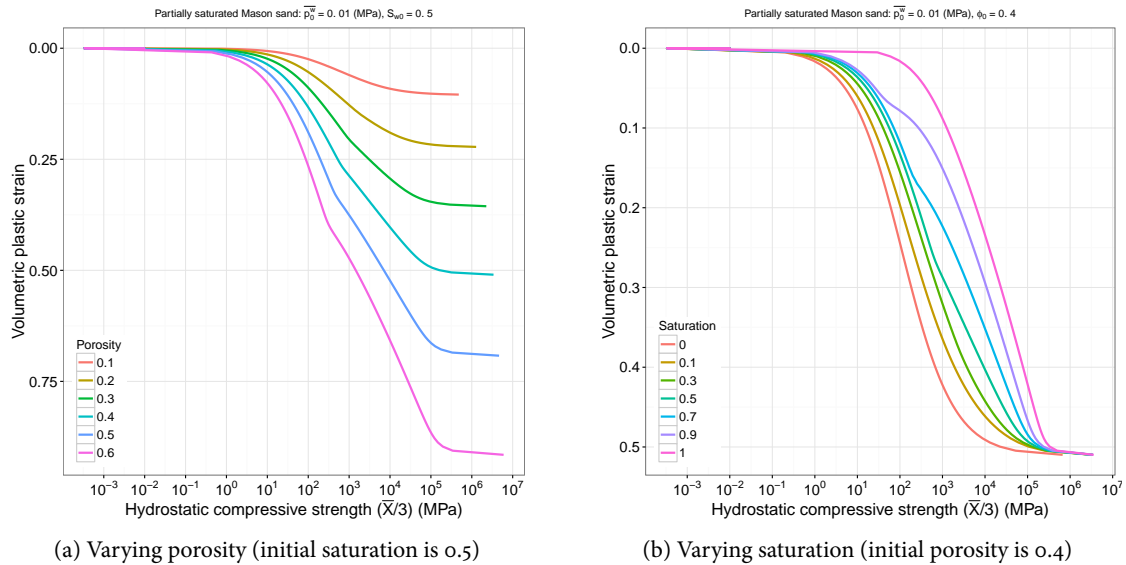 Partially saturated Mason sand: p̅₀ʷ = 0. 01 (MPa), S_w0 = 0. 5
0.00
0.25
0.50
0.75
Volumetric plastic strain
Porosity
0.1
0.2
0.3
0.4
0.5
0.6
10⁻³ 10⁻² 10⁻¹ 10⁰ 10¹ 10² 10³ 10⁴ 10⁵ 10⁶ 10⁷
Hydrostatic compressive strength (X̅/3) (MPa)
(a) Varying porosity (initial saturation is 0.5)
Partially saturated Mason sand: p̅₀ʷ = 0. 01 (MPa), ϕ₀ = 0. 4
0.0
0.1
0.2
0.3
0.4
0.5
Volumetric plastic strain
Saturation
0
0.1
0.3
0.5
0.7
0.9
1
10⁻³ 10⁻² 10⁻¹ 10⁰ 10¹ 10² 10³ 10⁴ 10⁵ 10⁶ 10⁷
Hydrostatic compressive strength (X̅/3) (MPa)
(b) Varying saturation (initial porosity is 0.4)